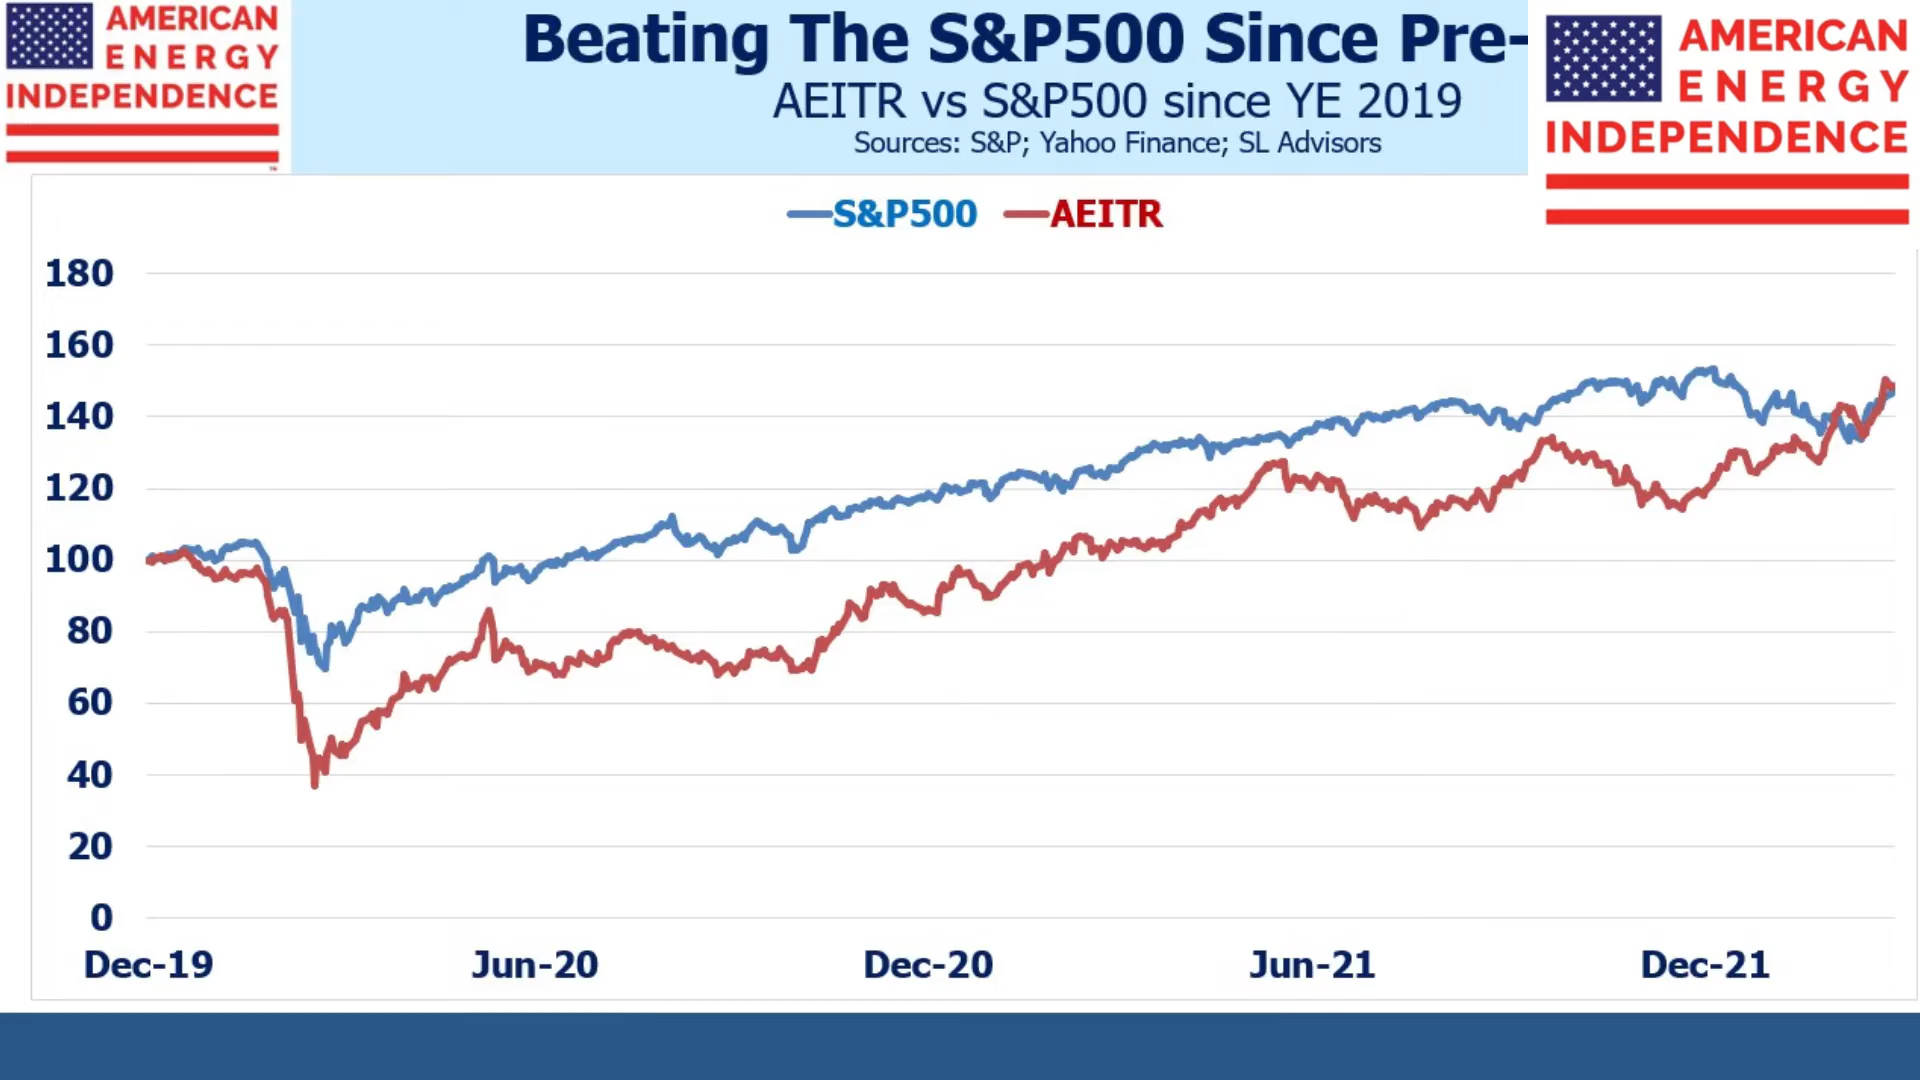 AMERICAN
ENERGY
INDEPENDENCE
™
Beating The S&P500 Since Pre-
AEITR vs S&P500 since YE 2019
Sources: S&P; Yahoo Finance; SL Advisors
AMERICAN
ENERGY
INDEPENDENCE
S&P500 AEITR
180
160
140
120
100
80
60
40
20
0
Dec-19 Jun-20 Dec-20 Jun-21 Dec-21